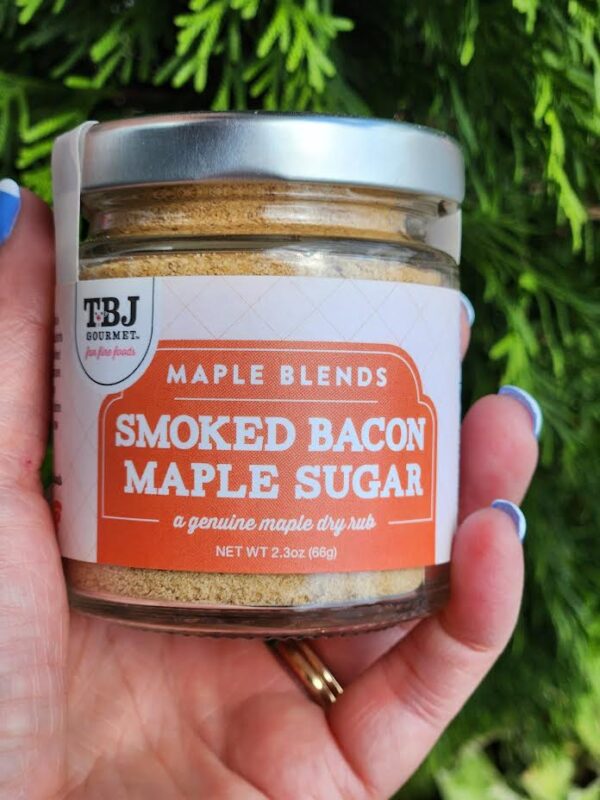 TBJ
GOURMET™
fun fine foods
MAPLE BLENDS
SMOKED BACON
MAPLE SUGAR
a genuine maple dry rub
NET WT 2.3oz (66g)